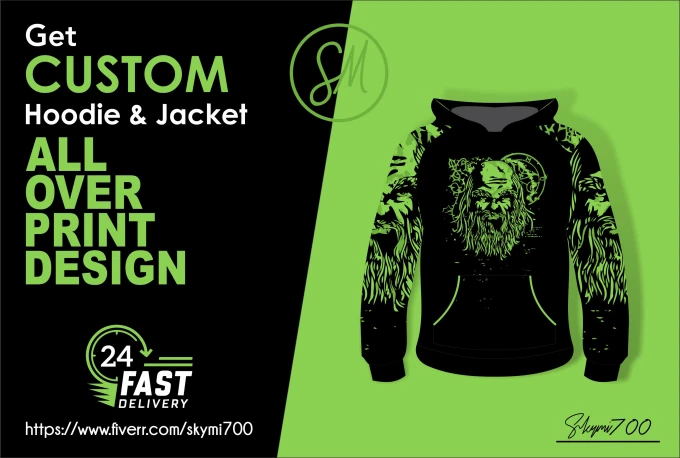 Get
CUSTOM
Hoodie & Jacket
ALL
OVER
PRINT
DESIGN
SM
24
FAST
DELIVERY
https://www.fiverr.com/skymi700
Skymi700